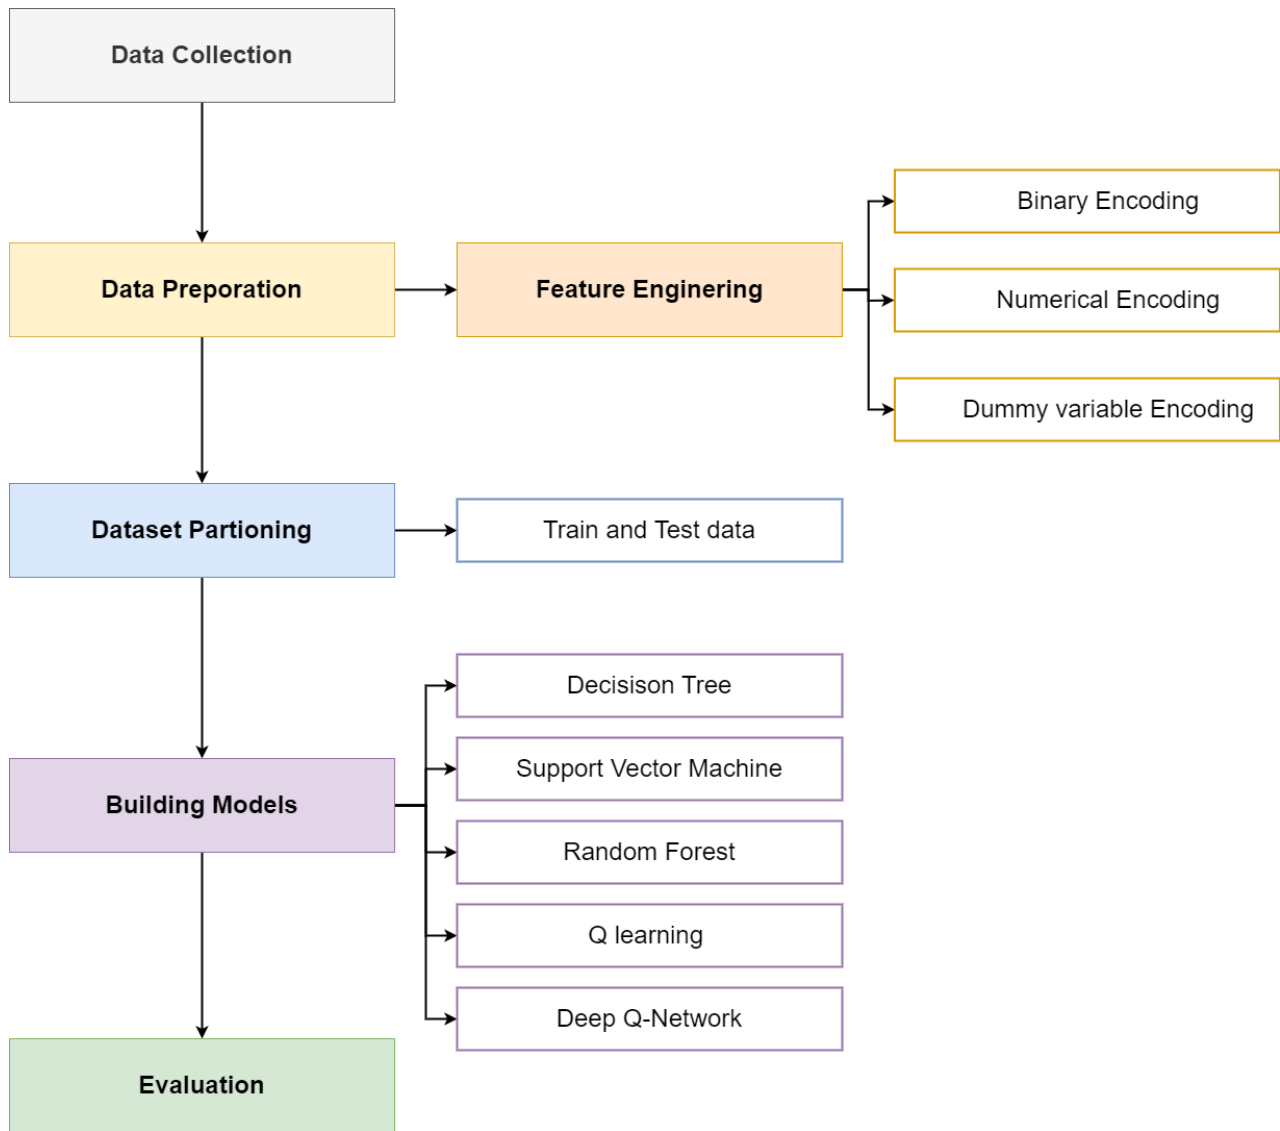 Data Collection
Binary Encoding
Data Preporation
Feature Enginering
Numerical Encoding
Dummy variable Encoding
Dataset Partioning
Train and Test data
Decisison Tree
Support Vector Machine
Building Models
Random Forest
Q learning
Deep Q-Network
Evaluation